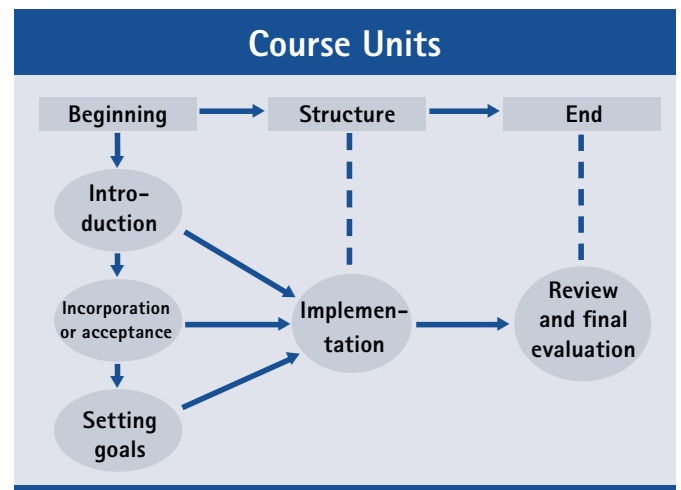 Course Units
Beginning
Structure
End
Intro-
duction
Incorporation
or acceptance
Setting
goals
Implemen-
tation
Review
and final
evaluation